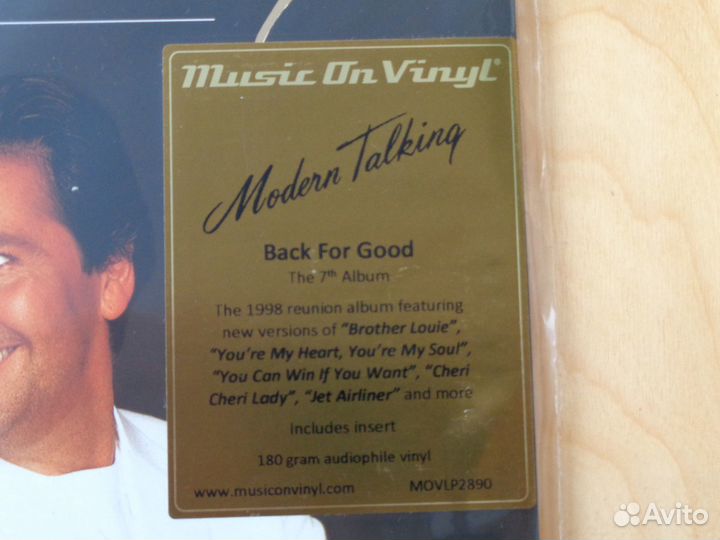 Music On Vinyl®
Modern Talking
Back For Good
The 7th Album
The 1998 reunion album featuring
new versions of "Brother Louie",
"You're My Heart, You're My Soul",
"You Can Win If You Want", "Cheri
Cheri Lady", "Jet Airliner" and more
Includes insert
180 gram audiophile vinyl
www.musiconvinyl.com MOVLP2890
Avito